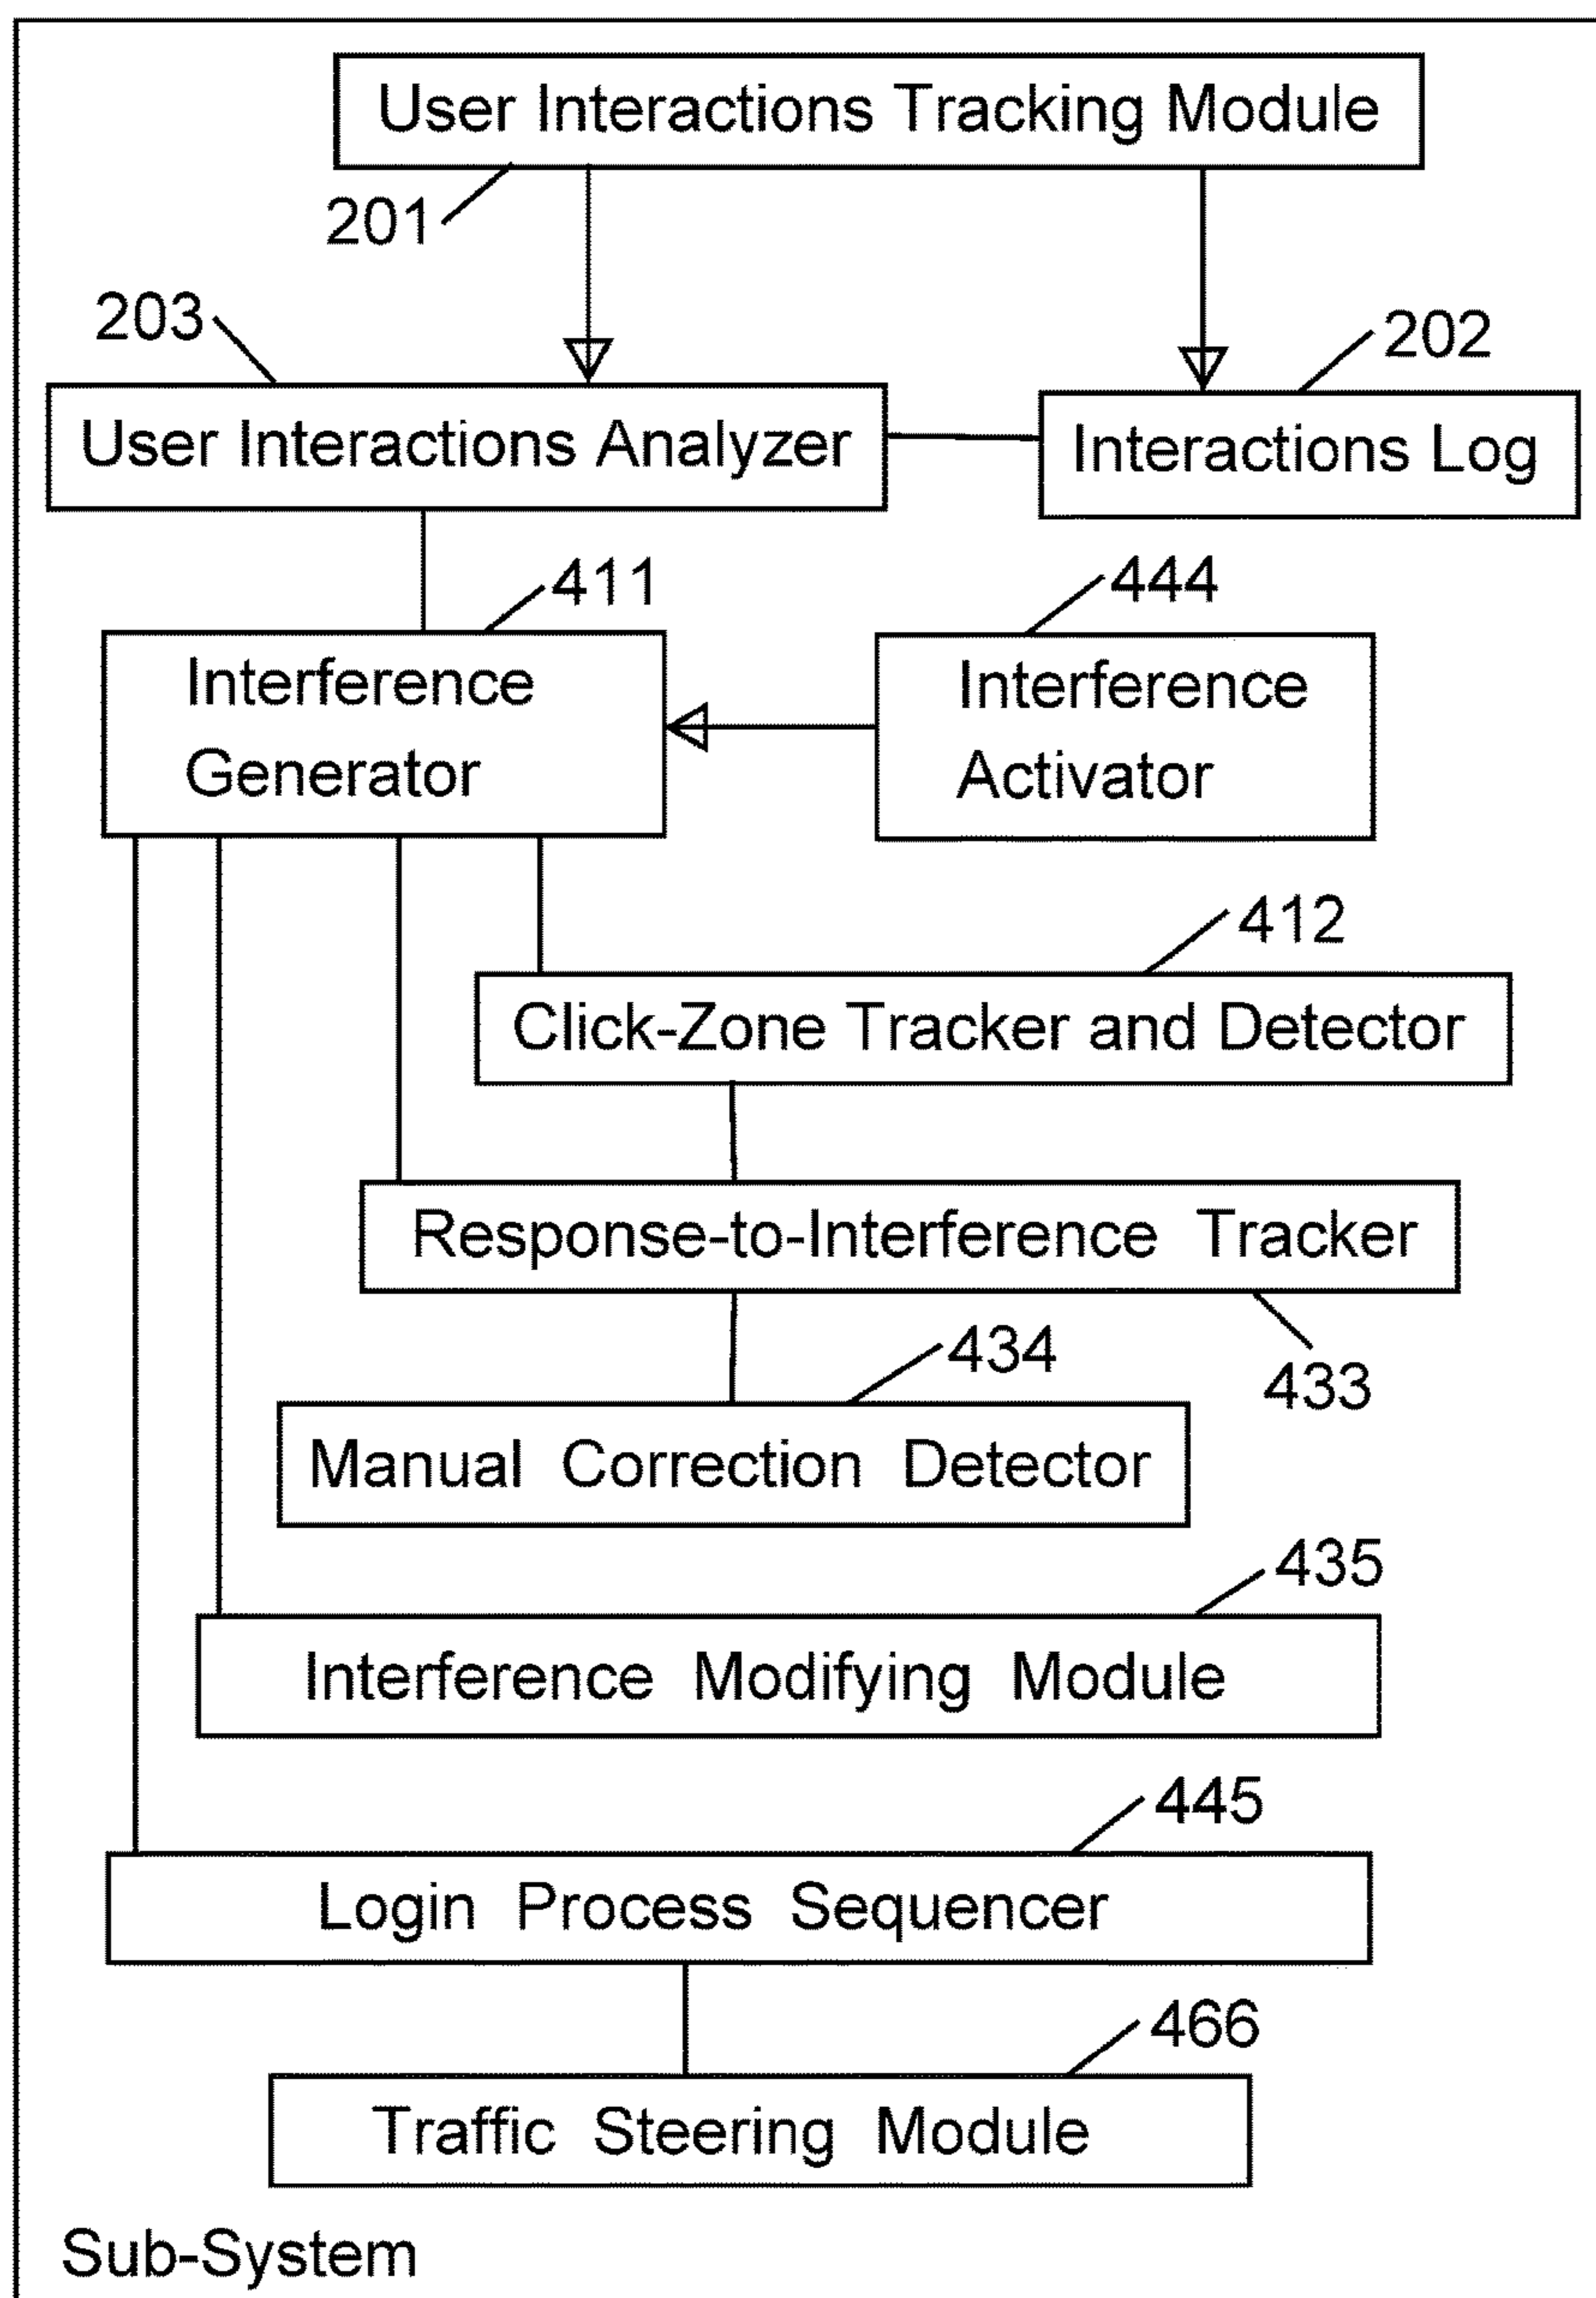 User Interactions Tracking Module
201
203
202
User Interactions Analyzer
Interactions Log
411
444
Interference
Generator
Interference
Activator
412
Click-Zone Tracker and Detector
Response-to-Interference Tracker
434
433
Manual Correction Detector
435
Interference Modifying Module
445
Login Process Sequencer
466
Traffic Steering Module
Sub-System